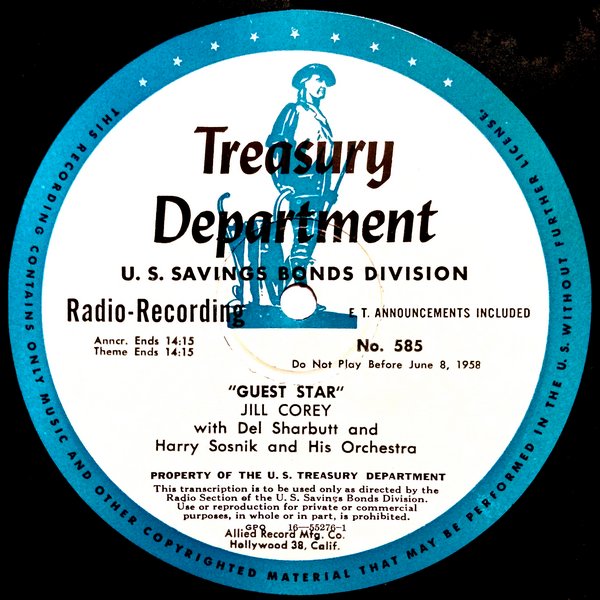 Treasury
Department
U. S. SAVINGS BONDS DIVISION
Radio-Recording
E. T. ANNOUNCEMENTS INCLUDED
Anncr. Ends 14:15
Theme Ends 14:15
No. 585
Do Not Play Before June 8, 1958
"GUEST STAR"
JILL COREY
with Del Sharbutt and
Harry Sosnik and His Orchestra
PROPERTY OF THE U. S. TREASURY DEPARTMENT
This transcription is to be used only as directed by the
Radio Section of the U. S. Savings Bonds Division.
Use or reproduction for private or commercial
purposes, in whole or in part, is prohibited.
GPO 16—55276-1
Allied Record Mfg. Co.
Hollywood 38, Calif.
THIS RECORDING CONTAINS ONLY MUSIC AND OTHER COPYRIGHTED MATERIAL THAT MAY BE PERFORMED IN THE U. S. WITHOUT FURTHER LICENSE.